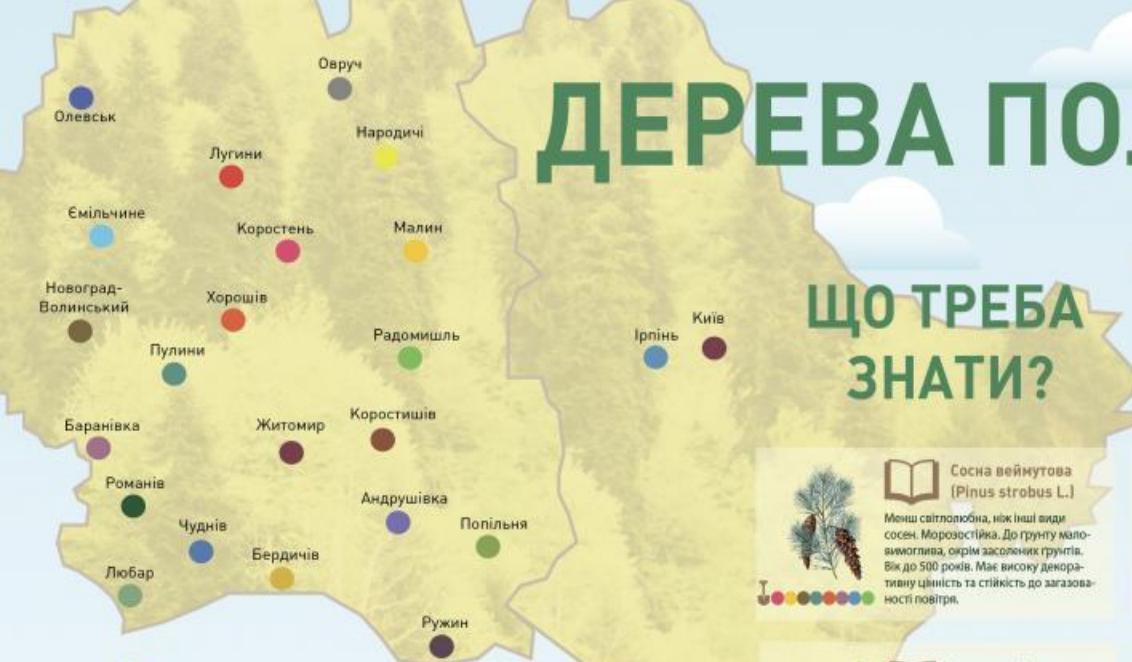 Овруч
Олевськ
ДЕРЕВА ПО
Народичі
Лугини
Ємільчине
Коростень
Малин
Новоград-
Волинський
Хорошів
ЩО ТРЕБА
ЗНАТИ?
Пулини
Радомишль
Ірпінь
Київ
Баранівка
Житомир
Коростишів
Романів
Андрушівка
Чуднів
Попільня
Бердичів
Любар
Ружин
Сосна веймутова
(Pinus strobus L.)
Менш світлолюбна, ніж інші види
сосен. Морозостійка. До ґрунту мало-
вимоглива, окрім засолених ґрунтів.
Вік до 500 років. Має високу декора-
тивну цінність та стійкість до загазова-
ності повітря.